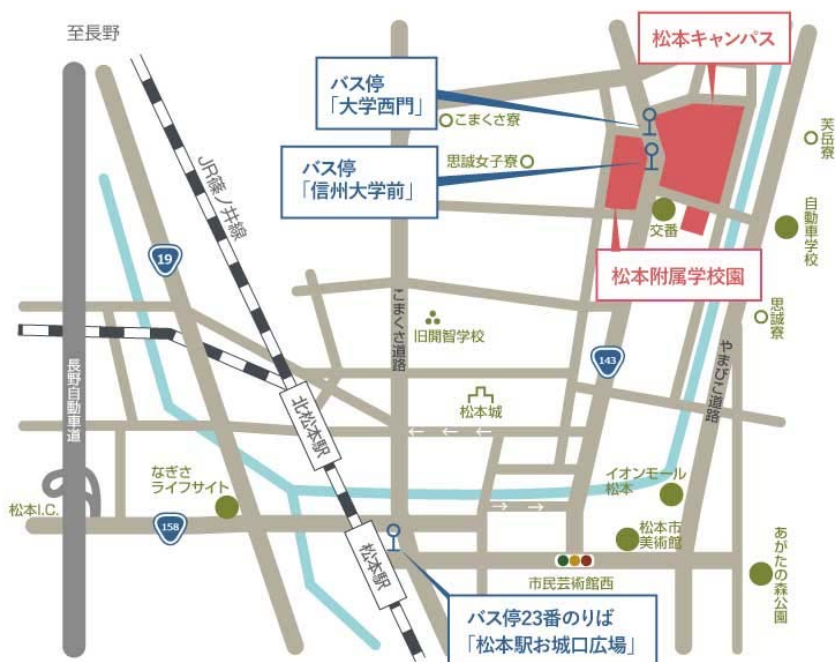 至長野
松本キャンパス
バス停
「大学西門」
こまくさ寮
思誠女子寮
バス停
「信州大学前」
芙岳寮
交番
自動車学校
松本附属学校園
JR篠ノ井線
19
こまくさ道路
旧開智学校
思誠寮
143
やまびこ道路
長野自動車道
北松本駅
松本城
← ← ←
なぎさ
ライフサイト
イオンモール
松本
松本I.C.
158
→ →
松本駅
松本市
美術館
あがたの森公園
市民芸術館西
バス停23番のりば
「松本駅お城口広場」